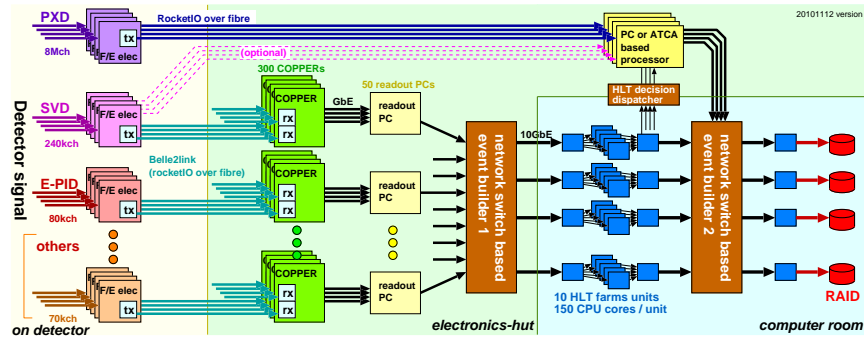 PXD
8Mch
F/E elec
tx
RocketIO over fibre
(optional)
PC or ATCA
based
processor
20101112 version
HLT decision
dispatcher
300 COPPERs
50 readout PCs
SVD
240kch
F/E elec
tx
COPPER
rx
rx
GbE
readout
PC
10GbE
Detector signal
Belle2link
(rocketIO over fibre)
E-PID
80kch
F/E elec
tx
COPPER
rx
rx
readout
PC
network switch based
event builder 1
network switch based
event builder 2
others
70kch
F/E elec
tx
COPPER
rx
rx
readout
PC
10 HLT farms units
150 CPU cores / unit
RAID
on detector
electronics-hut
computer room